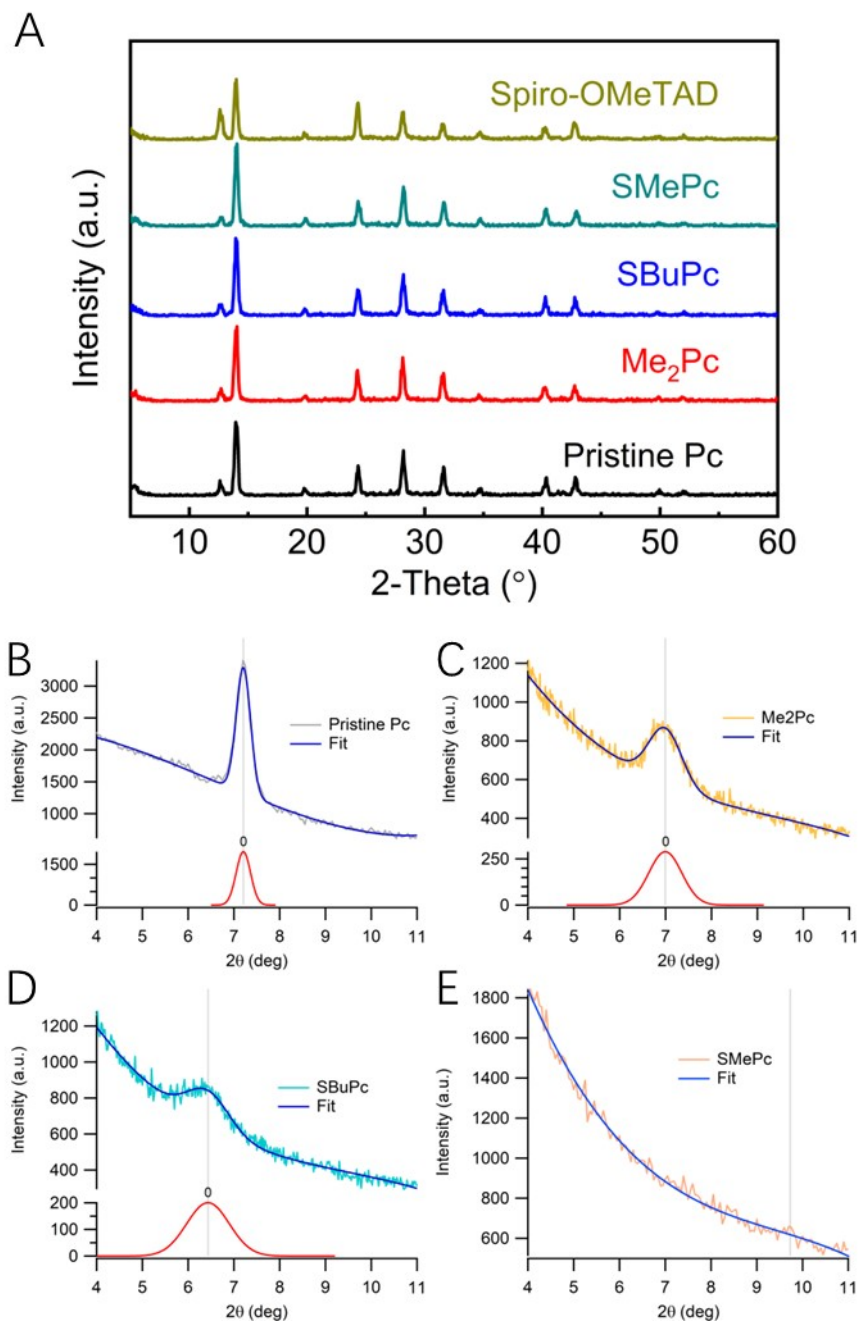 A
Intensity (a.u.)
Spiro-OMeTAD
SMePc
SBuPc
Me₂Pc
Pristine Pc
10 20 30 40 50 60
2-Theta (°)
B
Intensity (a.u.)
3000
2500
2000
1500
1000
Pristine Pc
Fit
0
1500
0
4 5 6 7 8 9 10 11
2θ (deg)
C
Intensity (a.u.)
1200
1000
800
600
400
Me2Pc
Fit
0
250
0
4 5 6 7 8 9 10 11
2θ (deg)
D
Intensity (a.u.)
1200
1000
800
600
400
SBuPc
Fit
0
200
100
0
4 5 6 7 8 9 10 11
2θ (deg)
E
Intensity (a.u.)
1800
1600
1400
1200
1000
800
600
SMePc
Fit
4 5 6 7 8 9 10 11
2θ (deg)